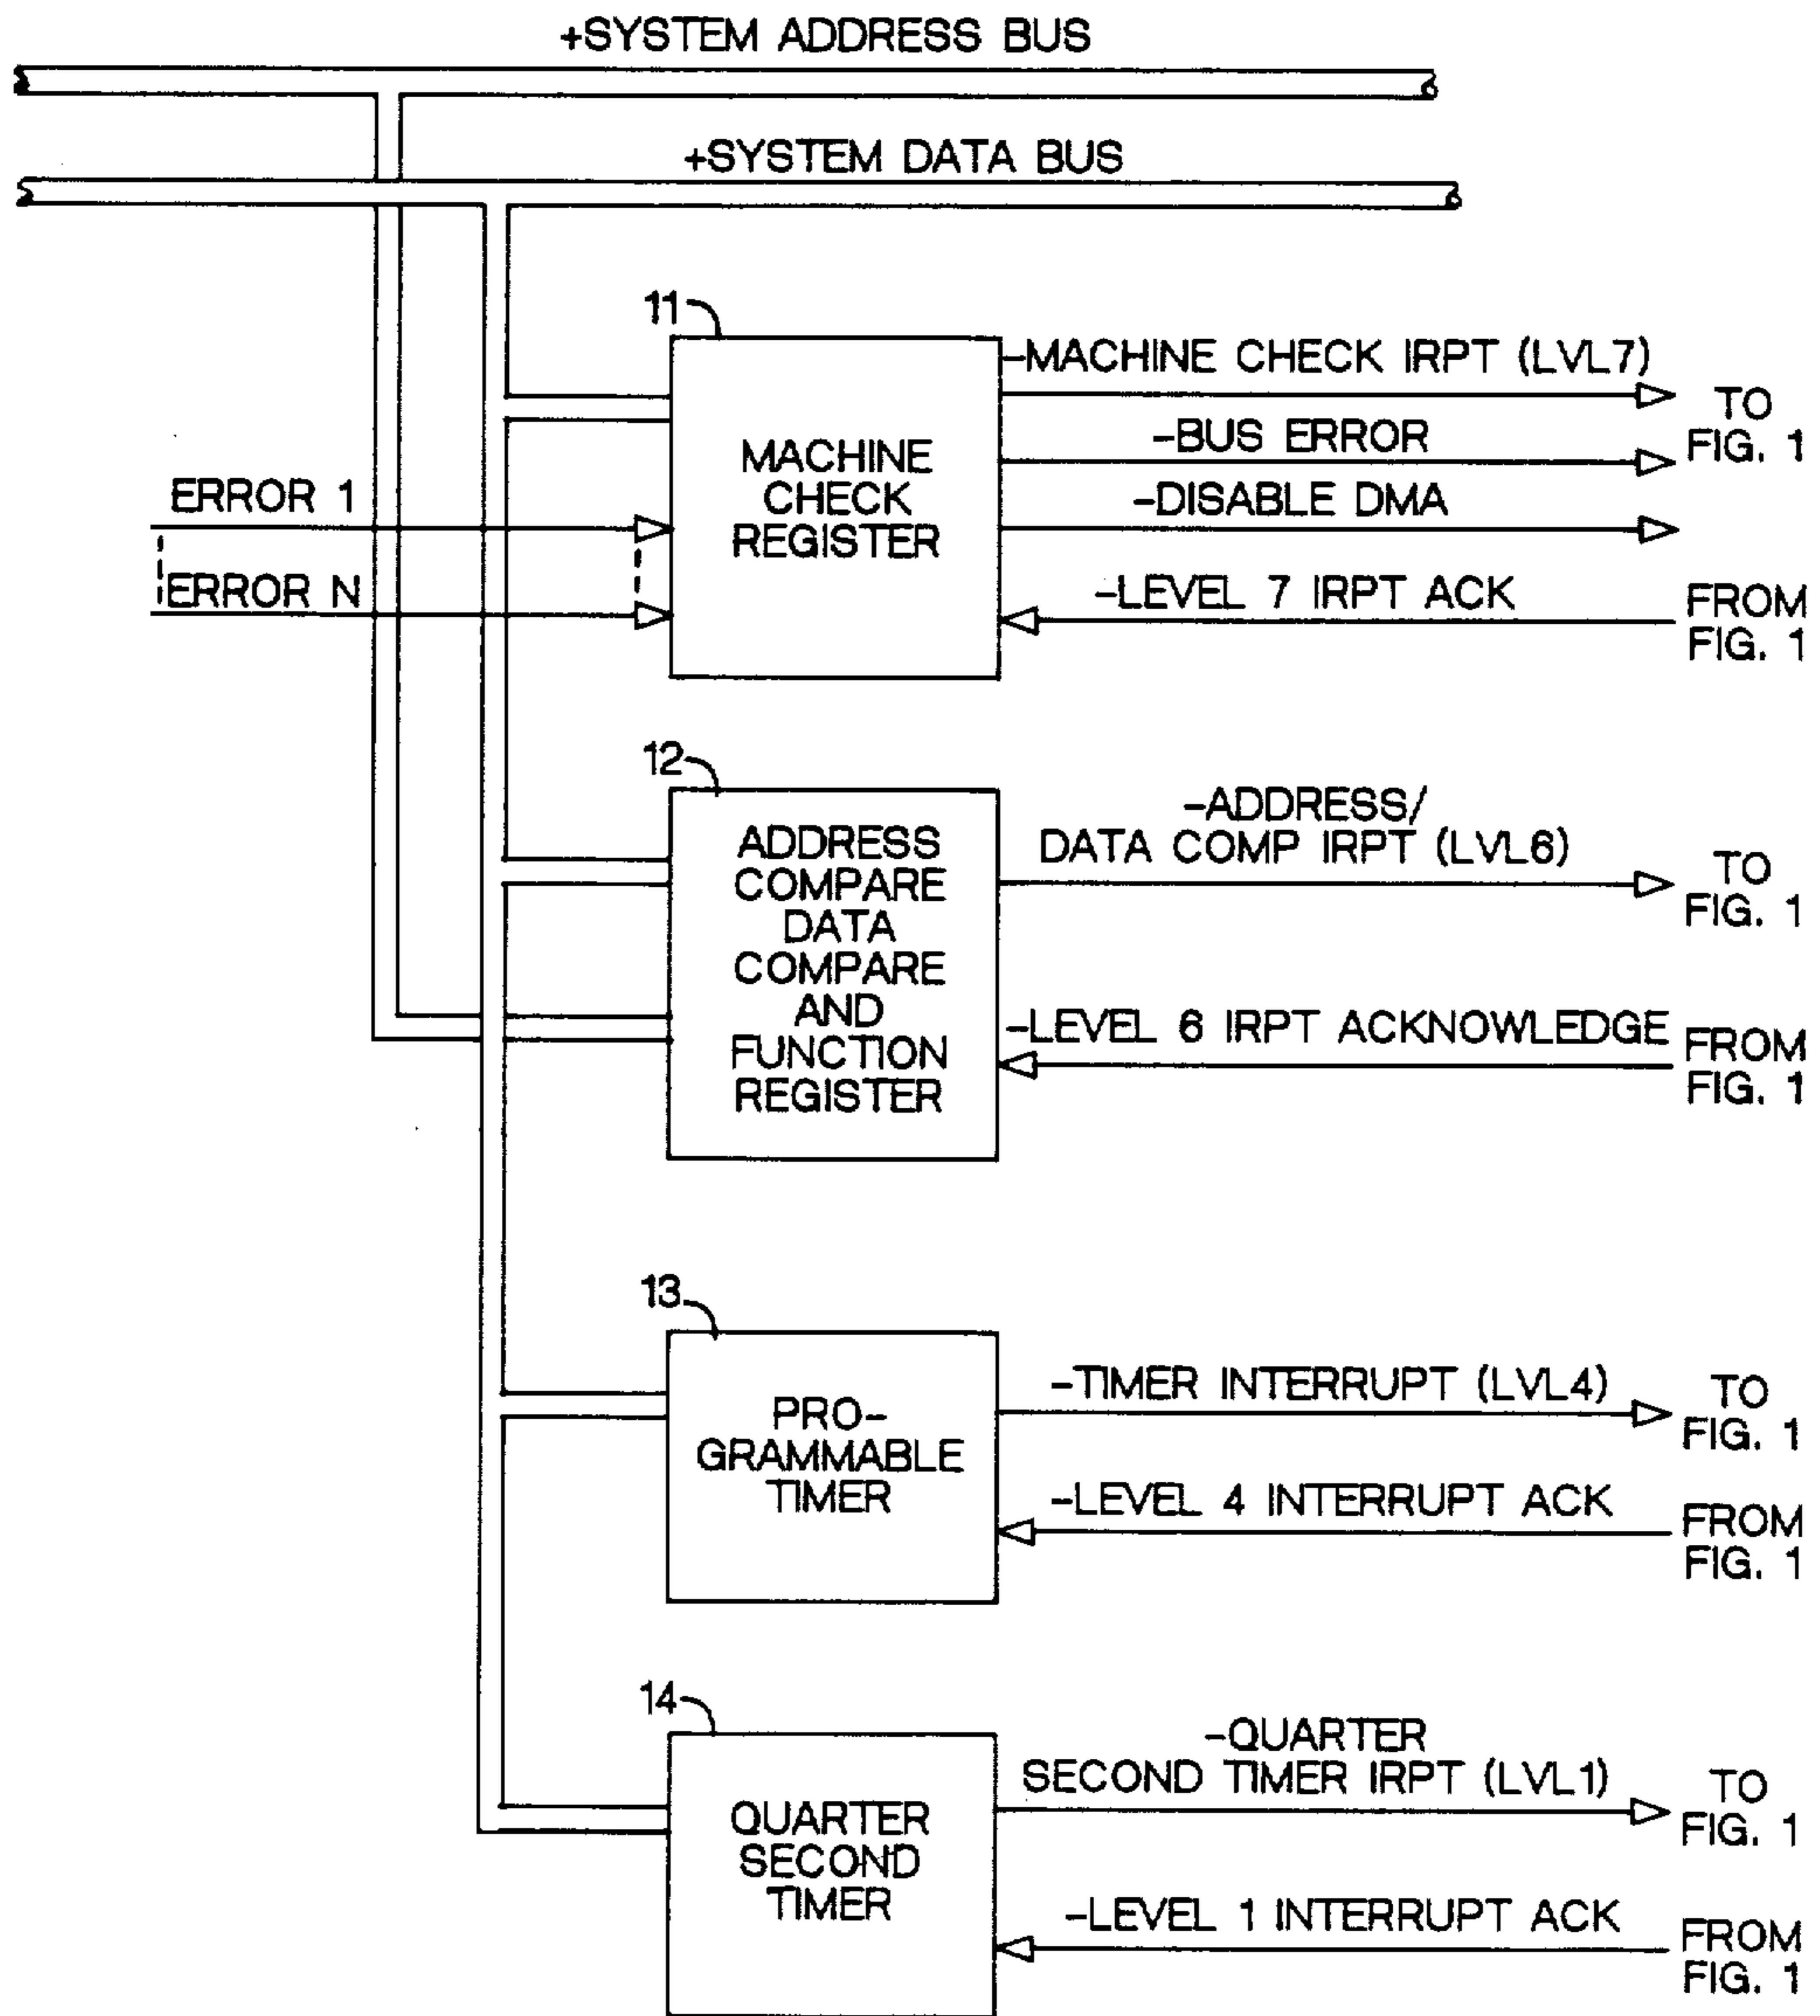 +SYSTEM ADDRESS BUS
+SYSTEM DATA BUS
11
MACHINE
CHECK
REGISTER
ERROR 1
ERROR N
-MACHINE CHECK IRPT (LVL7)
-BUS ERROR
TO
FIG. 1
-DISABLE DMA
-LEVEL 7 IRPT ACK
FROM
FIG. 1
12
ADDRESS
COMPARE
DATA
COMPARE
AND
FUNCTION
REGISTER
-ADDRESS/
DATA COMP IRPT (LVL6)
TO
FIG. 1
-LEVEL 6 IRPT ACKNOWLEDGE
FROM
FIG. 1
13
PRO-
GRAMMABLE
TIMER
-TIMER INTERRUPT (LVL4)
TO
FIG. 1
-LEVEL 4 INTERRUPT ACK
FROM
FIG. 1
14
QUARTER
SECOND
TIMER
-QUARTER
SECOND TIMER IRPT (LVL1)
TO
FIG. 1
-LEVEL 1 INTERRUPT ACK
FROM
FIG. 1